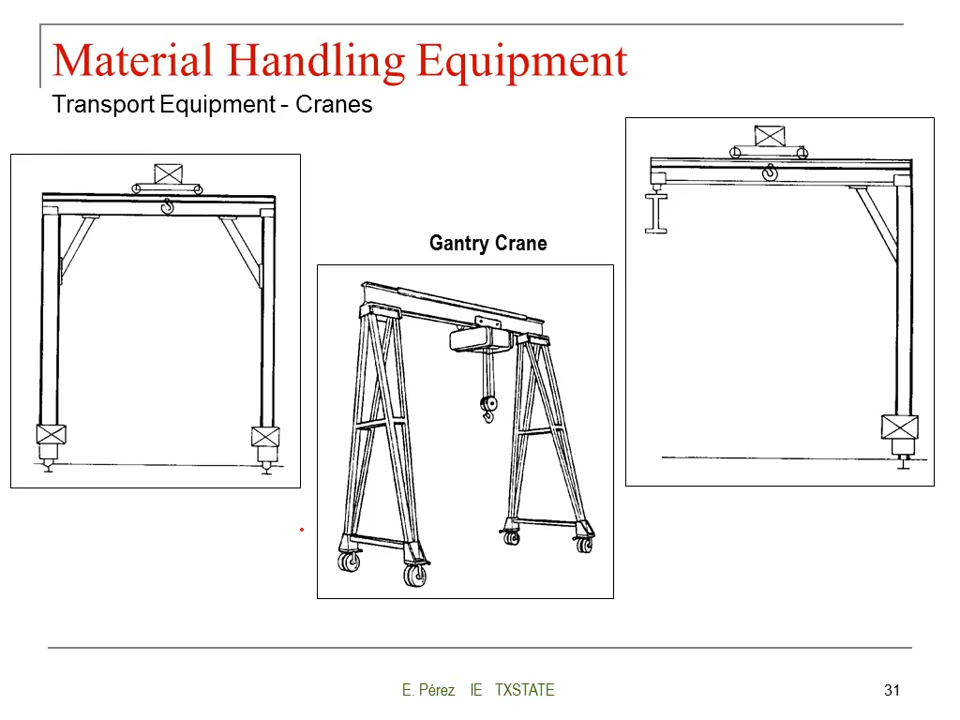 Material Handling Equipment
Transport Equipment - Cranes
Gantry Crane
E. Pérez IE TXSTATE
31